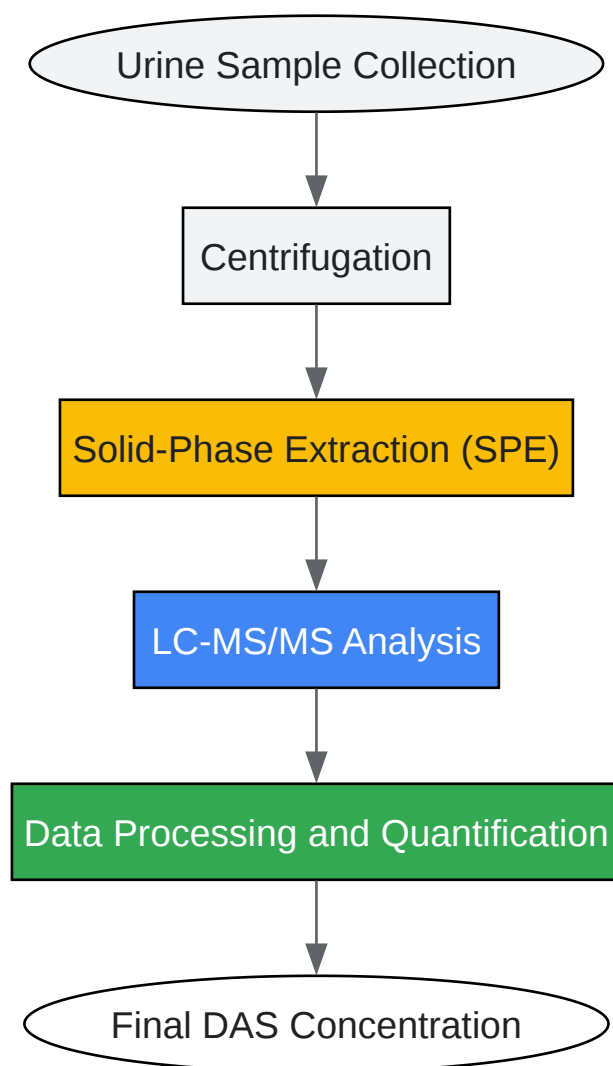 Urine Sample Collection
Centrifugation
Solid-Phase Extraction (SPE)
LC-MS/MS Analysis
Data Processing and Quantification
Final DAS Concentration